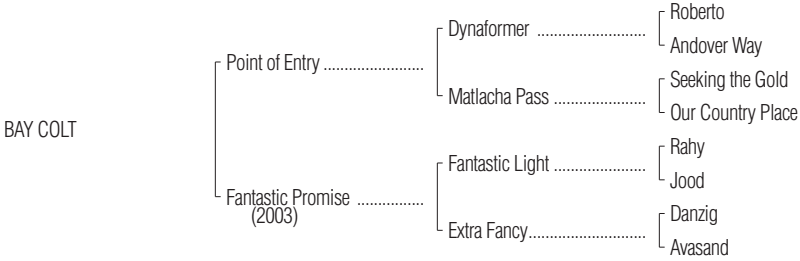 Roberto
Dynaformer ..........................
Andover Way
Point of Entry ........................
Seeking the Gold
Matlacha Pass ......................
Our Country Place
BAY COLT
Rahy
Fantastic Light ......................
Jood
Fantastic Promise ................
(2003)
Danzig
Extra Fancy............................
Avasand